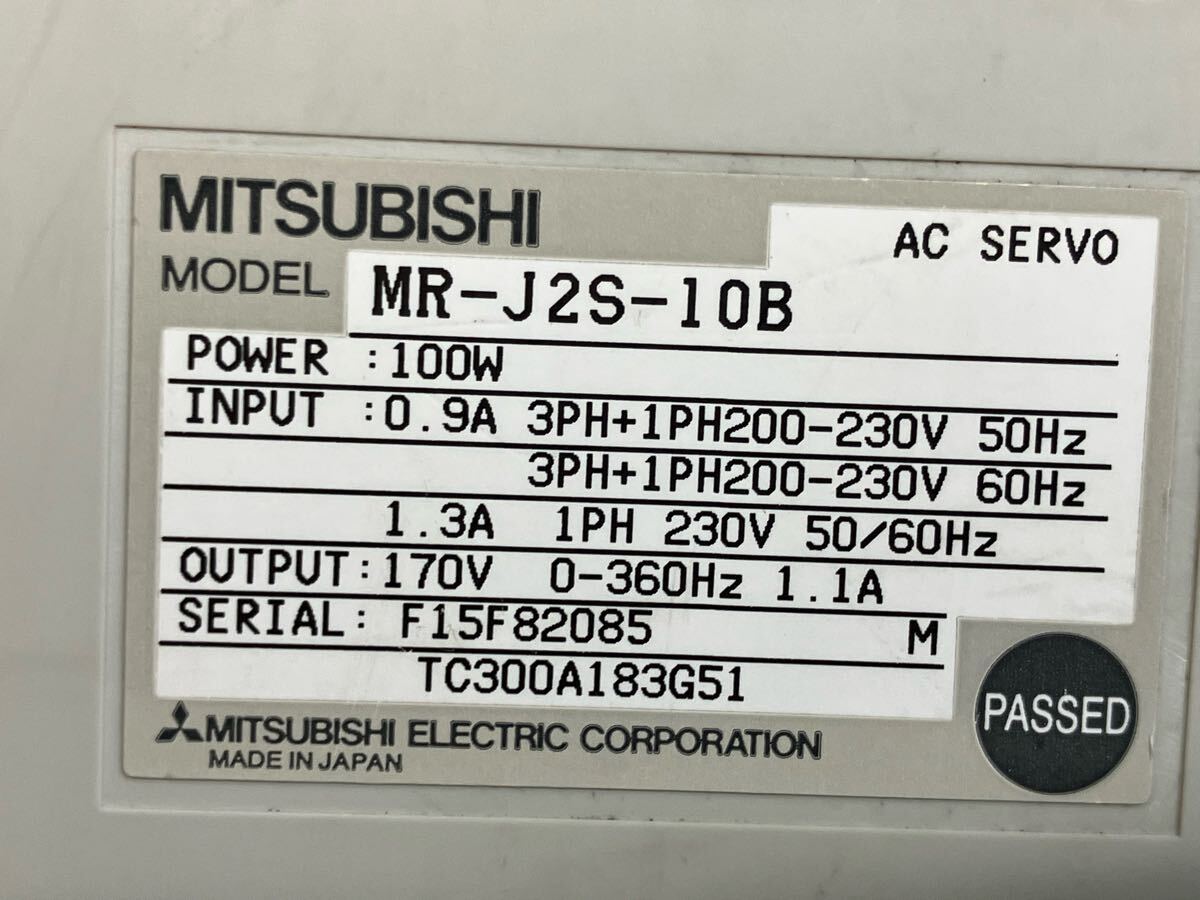 MITSUBISHI
AC SERVO
MODEL MR-J2S-10B
POWER :100W
INPUT :0.9A 3PH+1PH200-230V 50Hz
3PH+1PH200-230V 60Hz
1.3A 1PH 230V 50/60Hz
OUTPUT:170V 0-360Hz 1.1A
SERIAL: F15F82085 M
TC300A183G51
PASSED
MITSUBISHI ELECTRIC CORPORATION
MADE IN JAPAN